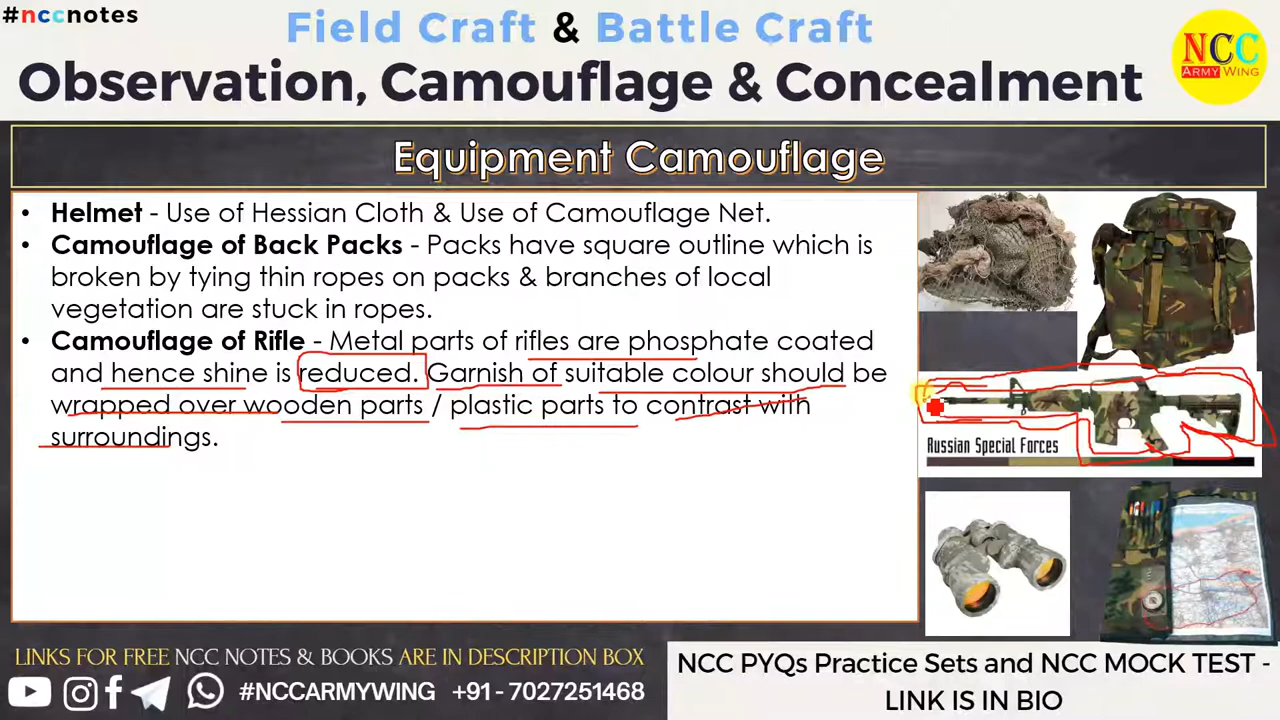 #nccnotes
Field Craft & Battle Craft
Observation, Camouflage & Concealment
NCC
ARMY WING
Equipment Camouflage
• Helmet - Use of Hessian Cloth & Use of Camouflage Net.
• Camouflage of Back Packs - Packs have square outline which is
broken by tying thin ropes on packs & branches of local
vegetation are stuck in ropes.
• Camouflage of Rifle - Metal parts of rifles are phosphate coated
and hence shine is reduced. Garnish of suitable colour should be
wrapped over wooden parts / plastic parts to contrast with
surroundings.
Russian Special Forces
LINKS FOR FREE NCC NOTES & BOOKS ARE IN DESCRIPTION BOX
#NCCARMYWING +91 - 7027251468
NCC PYQs Practice Sets and NCC MOCK TEST -
LINK IS IN BIO